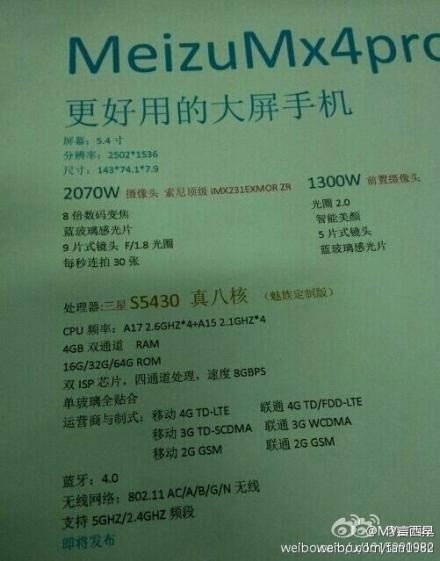 MeizuMx4pro
更好用的大屏手机
屏幕：5.4 寸
分辨率：2502*1536
尺寸：143*74.1*7.9
2070W 摄像头 索尼顶级 IMX231EXMOR ZR
8 倍数码变焦
蓝玻璃感光片
9 片式镜头 F/1.8 光圈
每秒连拍 30 张
1300W 前置摄像头
光圈 2.0
智能美颜
5 片式镜头
蓝玻璃感光片
处理器:三星 S5430 真八核 （魅族定制版）
CPU 频率：A17 2.6GHZ*4+A15 2.1GHZ*4
4GB 双通道 RAM
16G/32G/64G ROM
双 ISP 芯片，四通道处理，速度 8GBPS
单玻璃全贴合
运营商与制式：移动 4G TD-LTE 联通 4G TD/FDD-LTE
移动 3G TD-SCDMA 联通 3G WCDMA
移动 2G GSM 联通 2G GSM
蓝牙：4.0
无线网络：802.11 AC/A/B/G/N 无线
支持 5GHZ/2.4GHZ 频段
即将发布